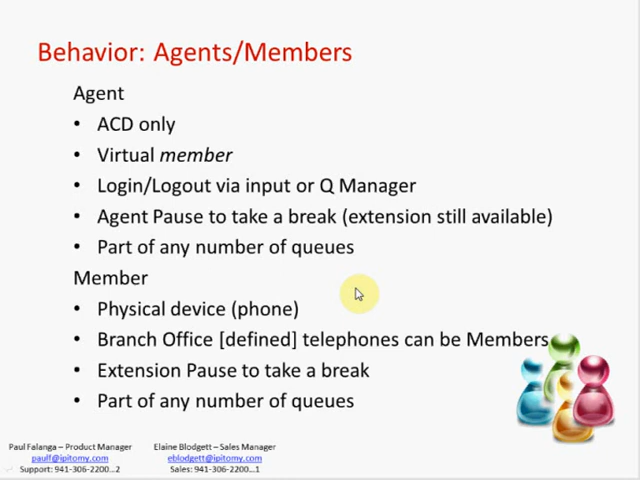 Behavior: Agents/Members
Agent
• ACD only
• Virtual member
• Login/Logout via input or Q Manager
• Agent Pause to take a break (extension still available)
• Part of any number of queues
Member
• Physical device (phone)
• Branch Office [defined] telephones can be Members
• Extension Pause to take a break
• Part of any number of queues
Paul Falanga – Product Manager
paulf@ipitomy.com
Support: 941-306-2200...2
Elaine Blodgett – Sales Manager
eblodgett@ipitomy.com
Sales: 941-306-2200...1